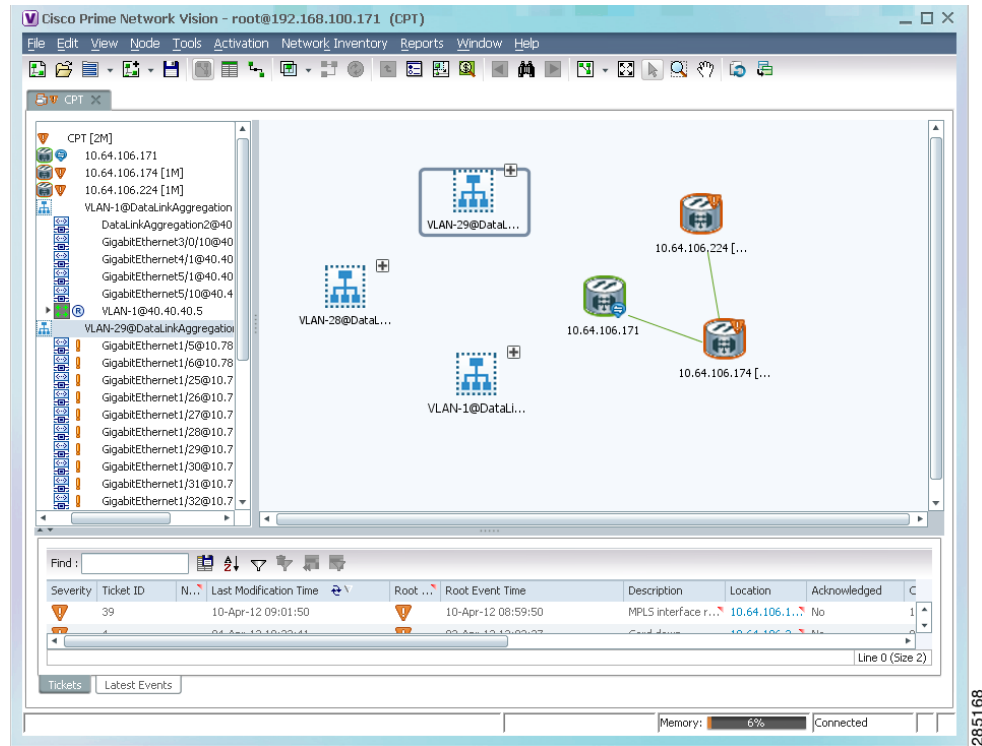 Cisco Prime Network Vision - root@192.168.100.171 (CPT)
File Edit View Node Tools Activation Network Inventory Reports Window Help
CPT
CPT [2M]
10.64.106.171
10.64.106.174 [1M]
10.64.106.224 [1M]
VLAN-1@DataLinkAggregation
DataLinkAggregation2@40
GigabitEthernet3/0/10@40
GigabitEthernet4/1@40.40
GigabitEthernet5/1@40.40
GigabitEthernet5/10@40.4
VLAN-1@40.40.40.5
VLAN-29@DataLinkAggregation
GigabitEthernet1/5@10.78
GigabitEthernet1/6@10.78
GigabitEthernet1/25@10.7
GigabitEthernet1/26@10.7
GigabitEthernet1/27@10.7
GigabitEthernet1/28@10.7
GigabitEthernet1/29@10.7
GigabitEthernet1/30@10.7
GigabitEthernet1/31@10.7
GigabitEthernet1/32@10.7
VLAN-29@DataL...
10.64.106.224 [...
VLAN-28@DataL...
10.64.106.171
10.64.106.174 [...
VLAN-1@DataLi...
Find :
Severity Ticket ID N... Last Modification Time Root ... Root Event Time Description Location Acknowledged C
39 10-Apr-12 09:01:50 10-Apr-12 08:59:50 MPLS interface r... 10.64.106.1... No 1
Line 0 (Size 2)
Tickets Latest Events
Memory: 6% Connected
285168